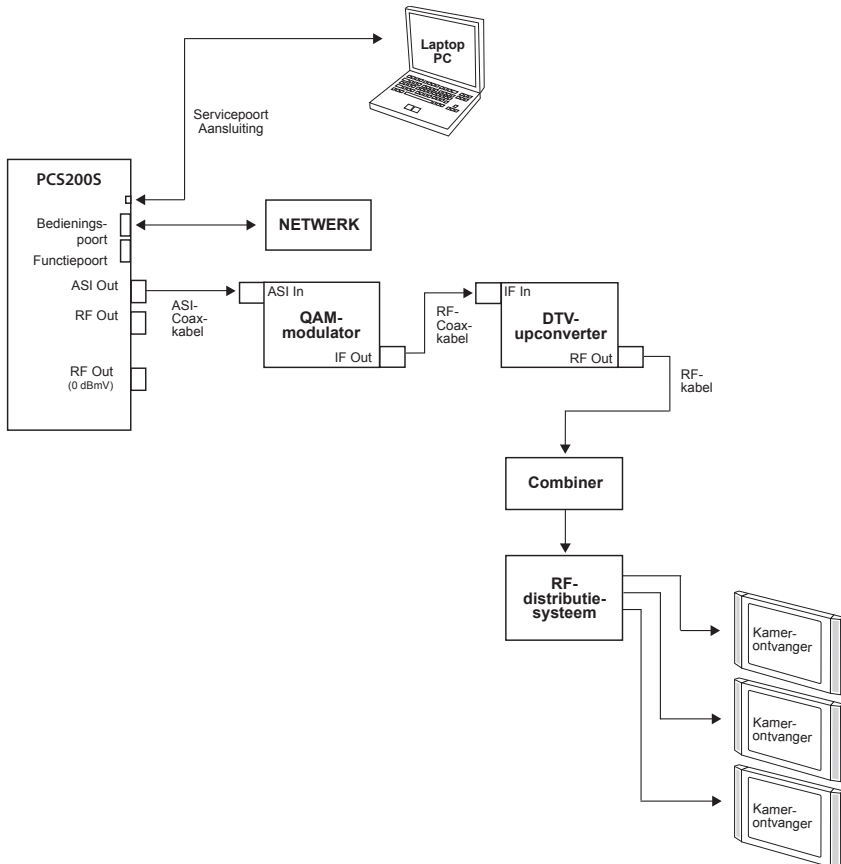 Laptop
PC
Servicepoort
Aansluiting
PCS200S
Bedienings-
poort
Functiepoort
ASI Out
RF Out
RF Out
(0 dBmV)
NETWERK
ASI-
Coax-
kabel
ASI In
QAM-
modulator
IF Out
RF-
Coax-
kabel
IF In
DTV-
upconverter
RF Out
RF-
kabel
Combiner
RF-
distributie-
systeem
Kamer-
ontvanger
Kamer-
ontvanger
Kamer-
ontvanger